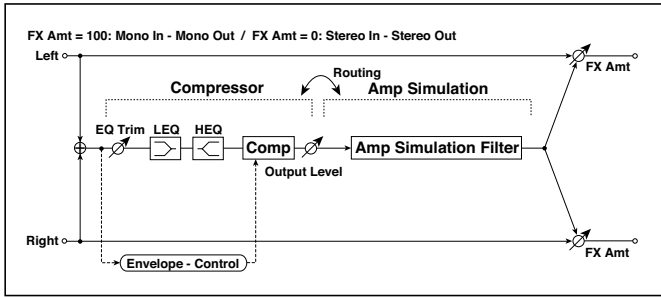 FX Amt = 100: Mono In - Mono Out / FX Amt = 0: Stereo In - Stereo Out
Left
FX Amt
Routing
Compressor
Amp Simulation
EQ Trim
LEQ
HEQ
Comp
Output Level
Amp Simulation Filter
Right
FX Amt
Envelope - Control